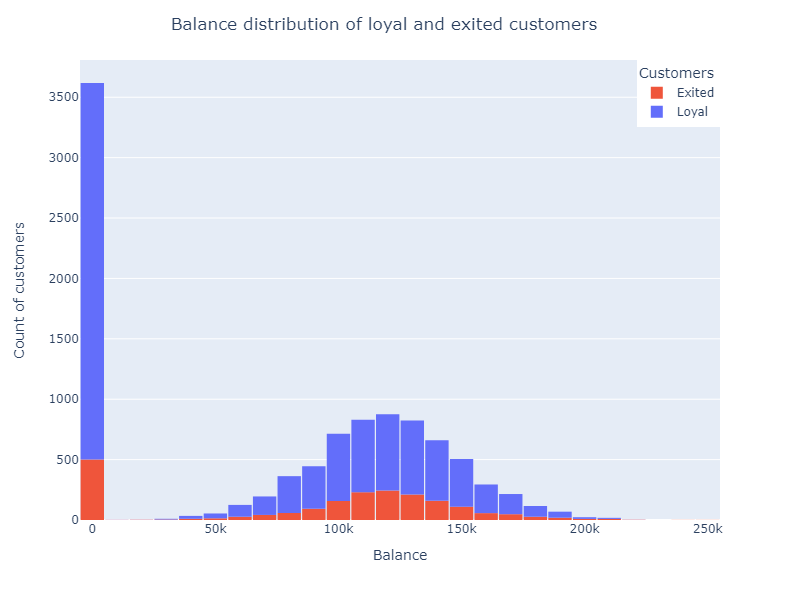 Balance distribution of loyal and exited customers
Customers
Exited
Loyal
3500
3000
2500
2000
1500
1000
500
0
Count of customers
0 50k 100k 150k 200k 250k
Balance